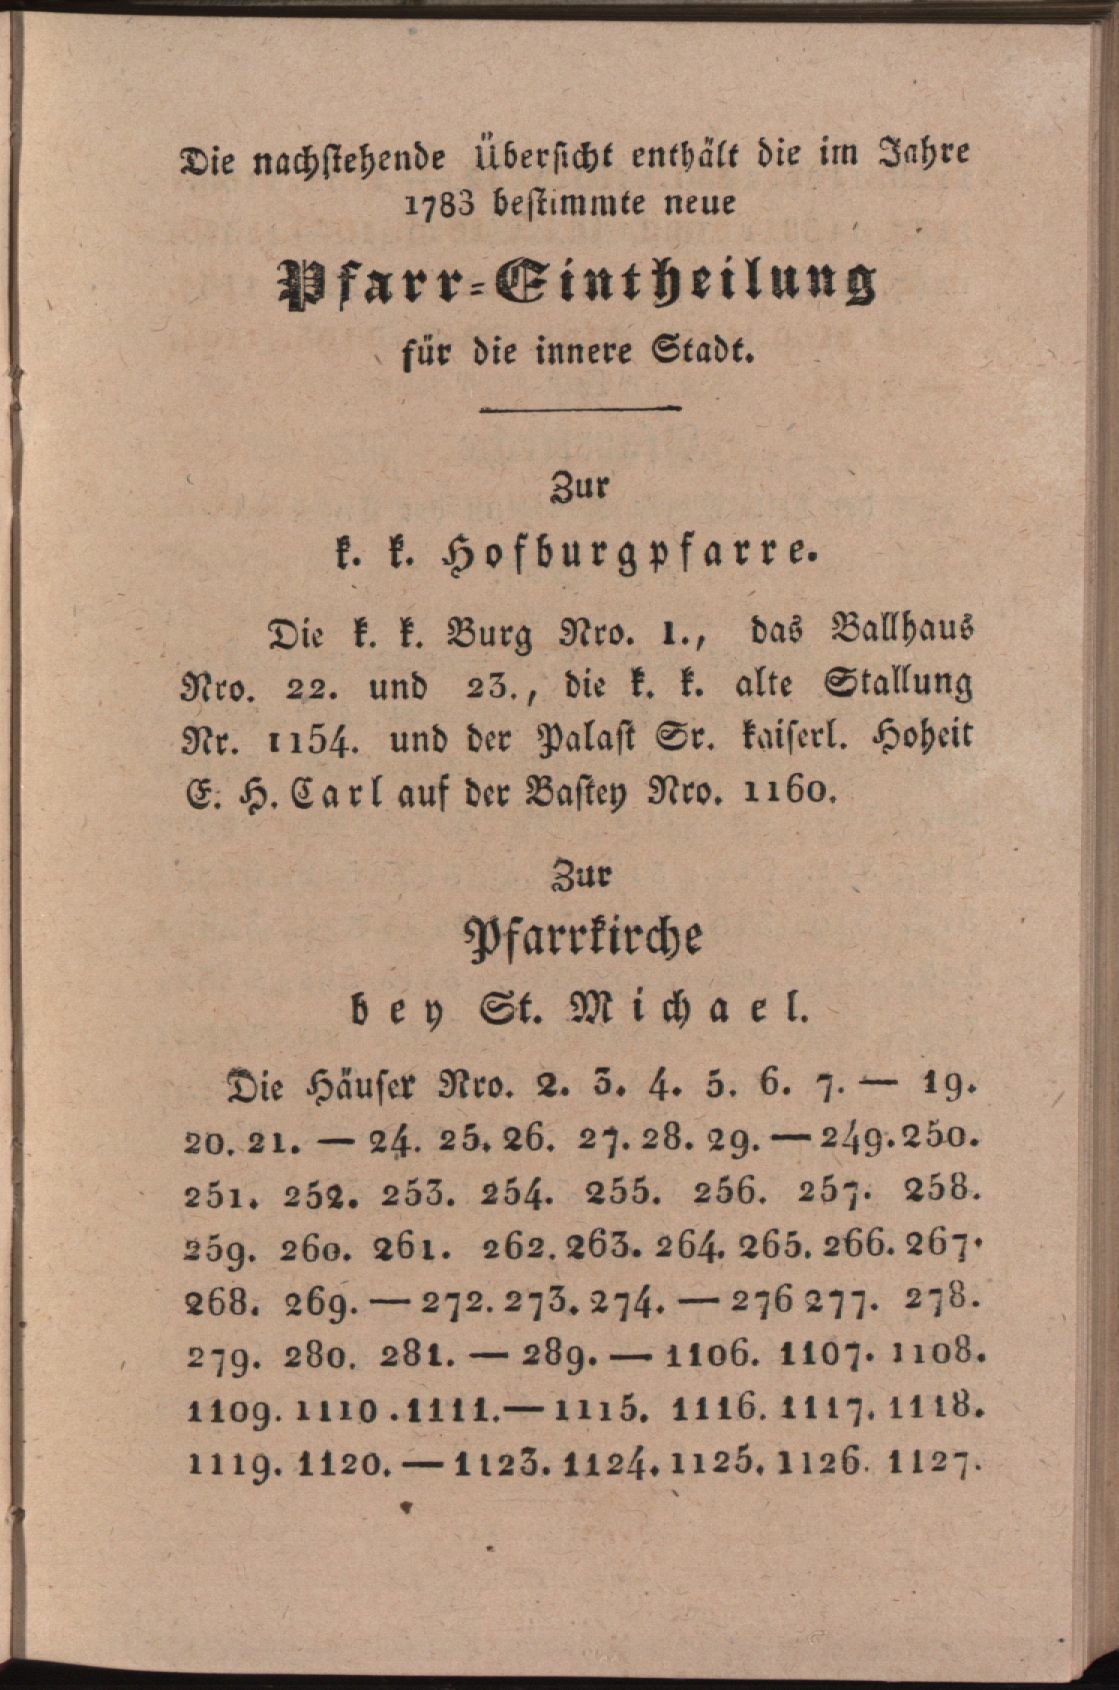 Die nachstehende Übersicht enthält die im Jahre
1783 bestimmte neue
Pfarr-Eintheilung
für die innere Stadt.
Zur
k. k. Hofburgpfarre.
Die k. k. Burg Nro. 1., das Ballhaus
Nro. 22. und 23., die k. k. alte Stallung
Nr. 1154. und der Palast Sr. kaiserl. Hoheit
E. H. Carl auf der Bastey Nro. 1160.
Zur
Pfarrkirche
bey St. Michael.
Die Häuser Nro. 2. 3. 4. 5. 6. 7. — 19.
20. 21. — 24. 25. 26. 27. 28. 29. — 249. 250.
251. 252. 253. 254. 255. 256. 257. 258.
259. 260. 261. 262. 263. 264. 265. 266. 267.
268. 269. — 272. 273. 274. — 276 277. 278.
279. 280. 281. — 289. — 1106. 1107. 1108.
1109. 1110. 1111. — 1115. 1116. 1117. 1118.
1119. 1120. — 1123. 1124. 1125. 1126. 1127.